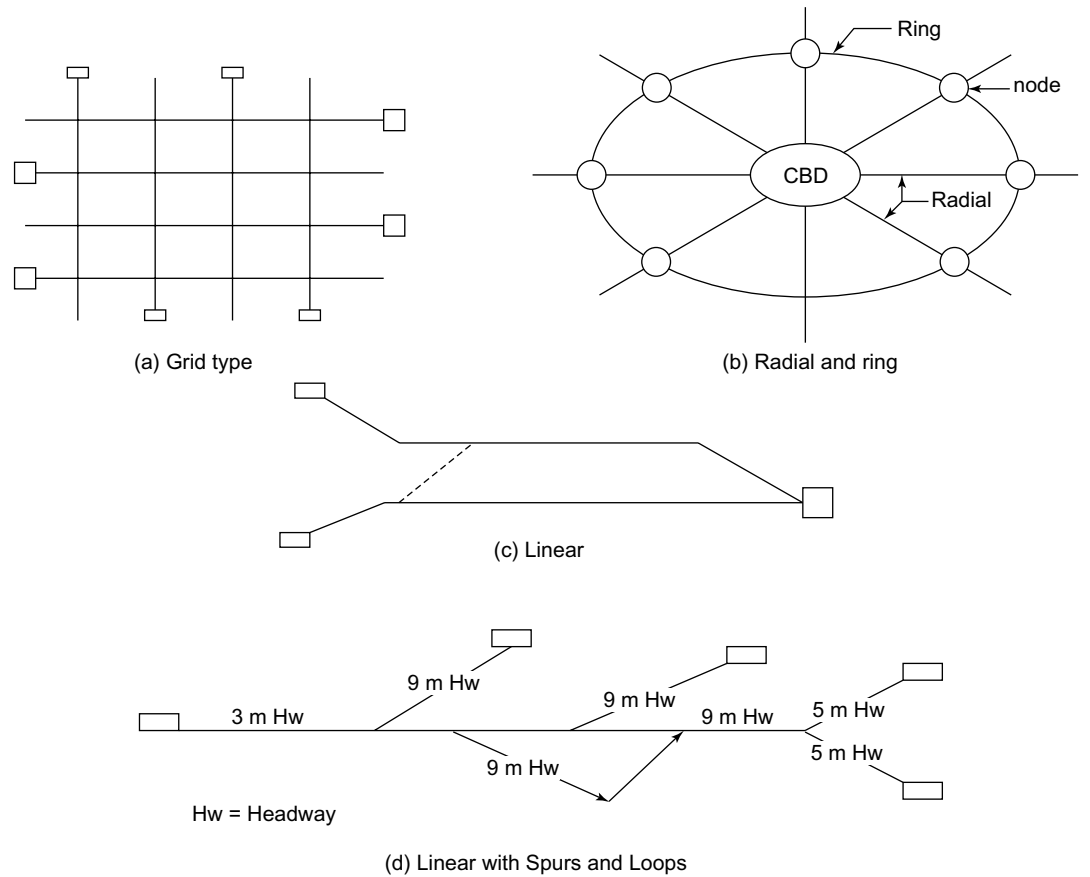 Ring
node
CBD
Radial
(a) Grid type
(b) Radial and ring
(c) Linear
9 m Hw
9 m Hw
3 m Hw
9 m Hw
5 m Hw
9 m Hw
5 m Hw
Hw = Headway
(d) Linear with Spurs and Loops